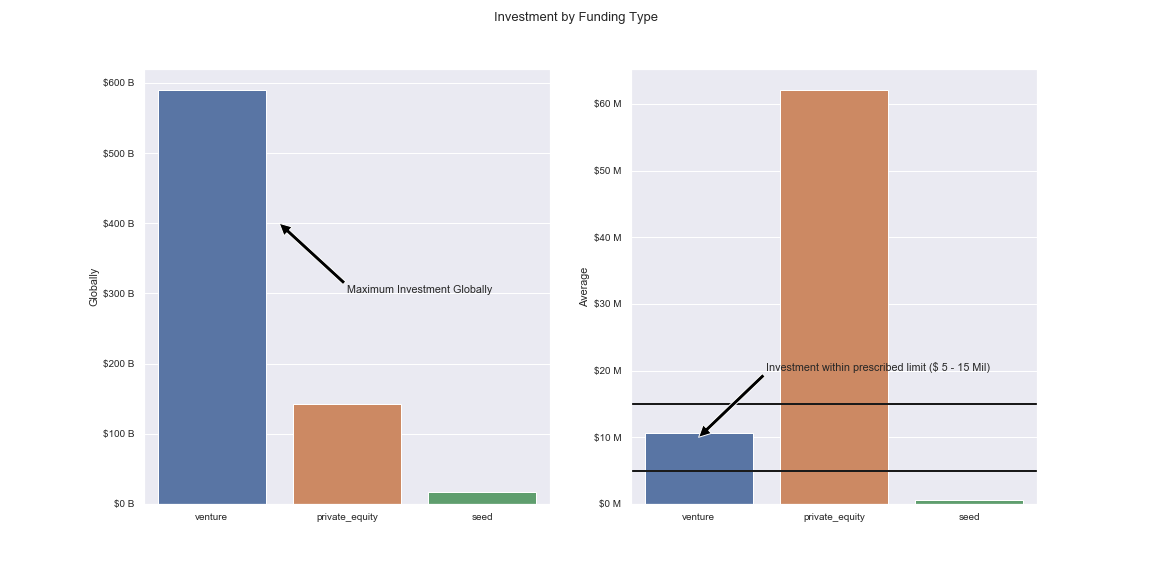 Investment by Funding Type
Globally
$600 B
$500 B
$400 B
$300 B
$200 B
$100 B
$0 B
Maximum Investment Globally
venture
private_equity
seed
Average
$60 M
$50 M
$40 M
$30 M
$20 M
$10 M
$0 M
Investment within prescribed limit ($ 5 - 15 Mil)
venture
private_equity
seed